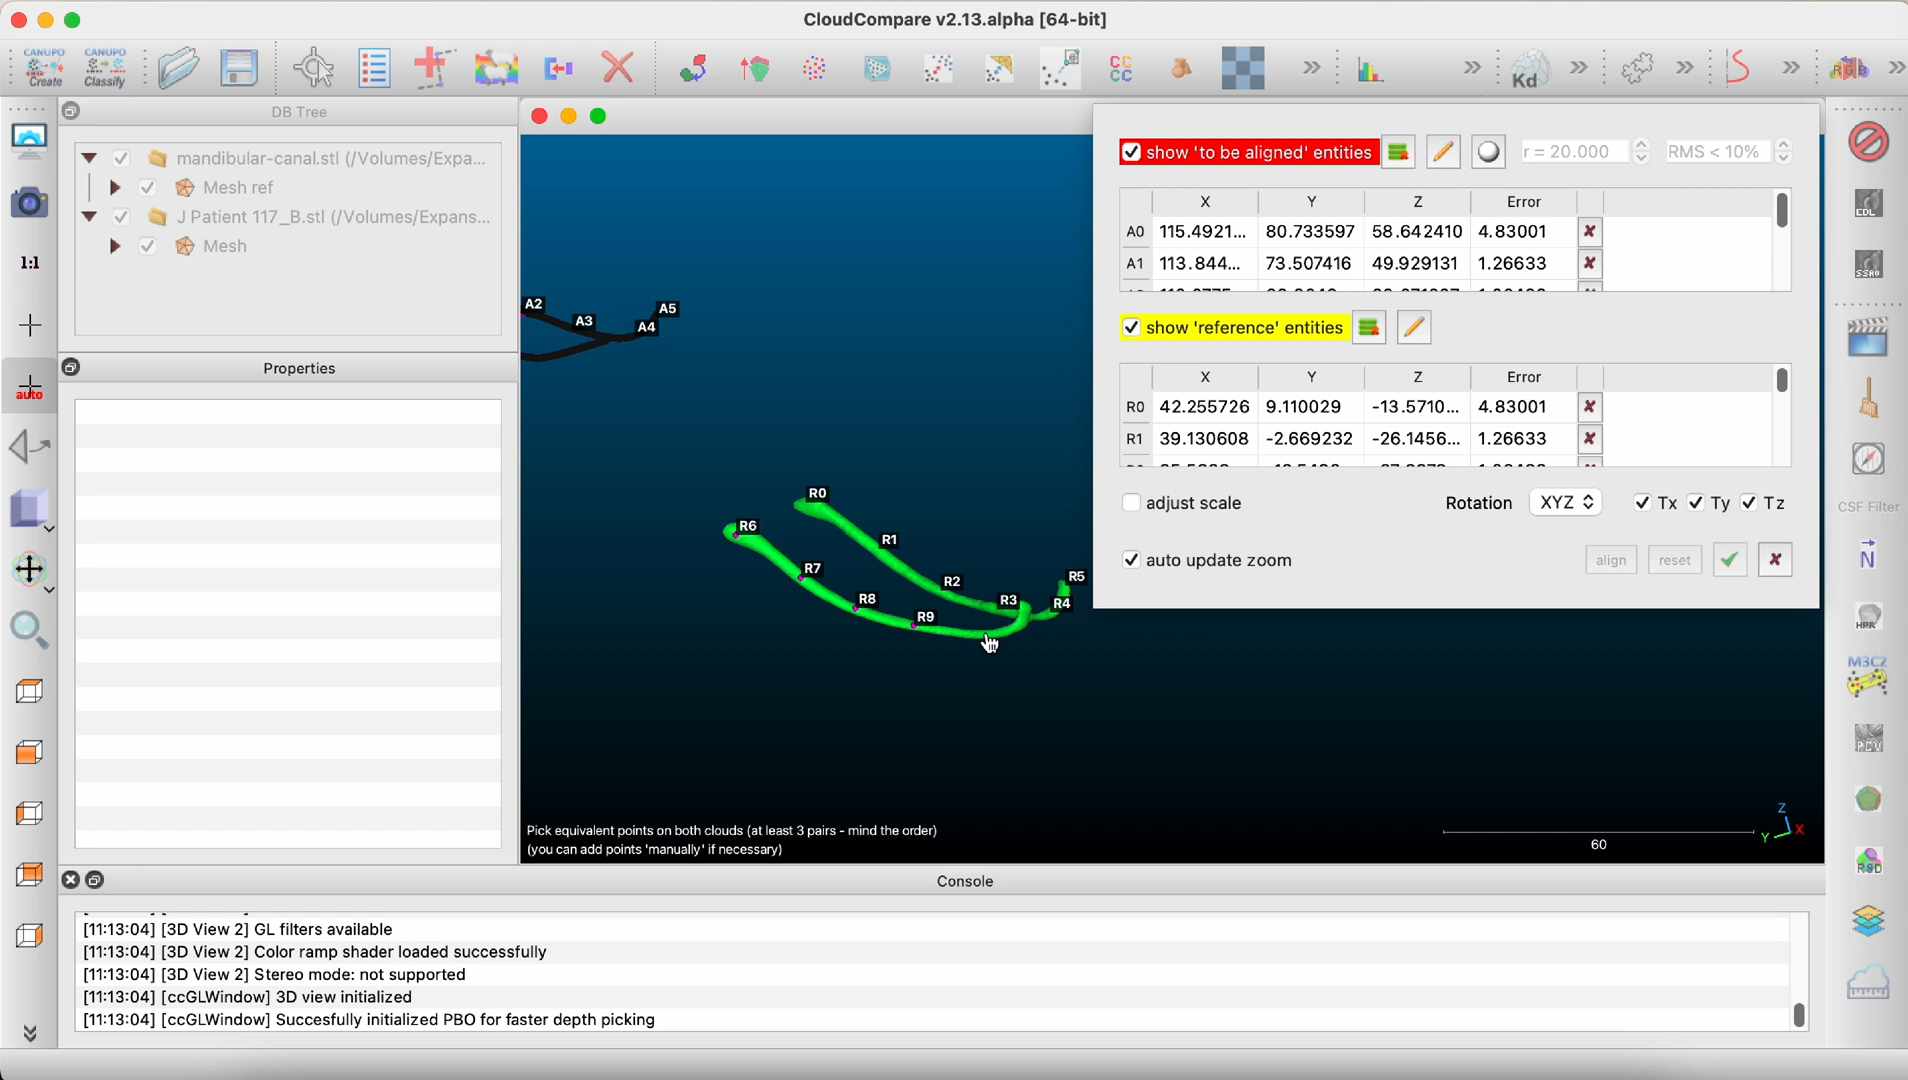 CloudCompare v2.13.alpha [64-bit]
CANUPO
Create
CANUPO
Classify
CC
CC
Kd
RGB
DB Tree
mandibular-canal.stl (/Volumes/Expa...
Mesh ref
J Patient 117_B.stl (/Volumes/Expans...
Mesh
1:1
auto
Properties
show 'to be aligned' entities
r = 20.000
RMS < 10%
X Y Z Error
A0 115.4921... 80.733597 58.642410 4.83001
A1 113.844... 73.507416 49.929131 1.26633
show 'reference' entities
X Y Z Error
R0 42.255726 9.110029 -13.5710... 4.83001
R1 39.130608 -2.669232 -26.1456... 1.26633
adjust scale
Rotation XYZ Tx Ty Tz
auto update zoom
align reset
A2
A3
A4
A5
R0
R6
R1
R7
R2
R5
R8
R3
R4
R9
Pick equivalent points on both clouds (at least 3 pairs - mind the order)
(you can add points 'manually' if necessary)
60
Z
X
Y
EDL
SSAO
CSF Filter
N
HPR
M3C2
PCV
Console
[11:13:04] [3D View 2] GL filters available
[11:13:04] [3D View 2] Color ramp shader loaded successfully
[11:13:04] [3D View 2] Stereo mode: not supported
[11:13:04] [ccGLWindow] 3D view initialized
[11:13:04] [ccGLWindow] Succesfully initialized PBO for faster depth picking